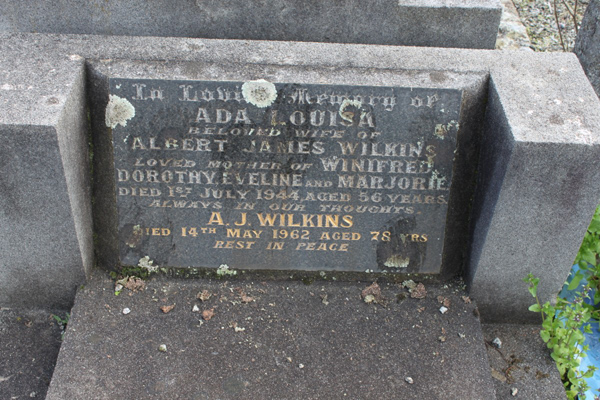 In Loving Memory of
ADA LOUISA
BELOVED WIFE OF
ALBERT JAMES WILKINS
LOVED MOTHER OF WINIFRED,
DOROTHY, EVELINE AND MARJORIE
DIED 1ST JULY 1944, AGED 56 YEARS.
ALWAYS IN OUR THOUGHTS
A. J. WILKINS
DIED 14TH MAY 1962 AGED 78 YRS
REST IN PEACE